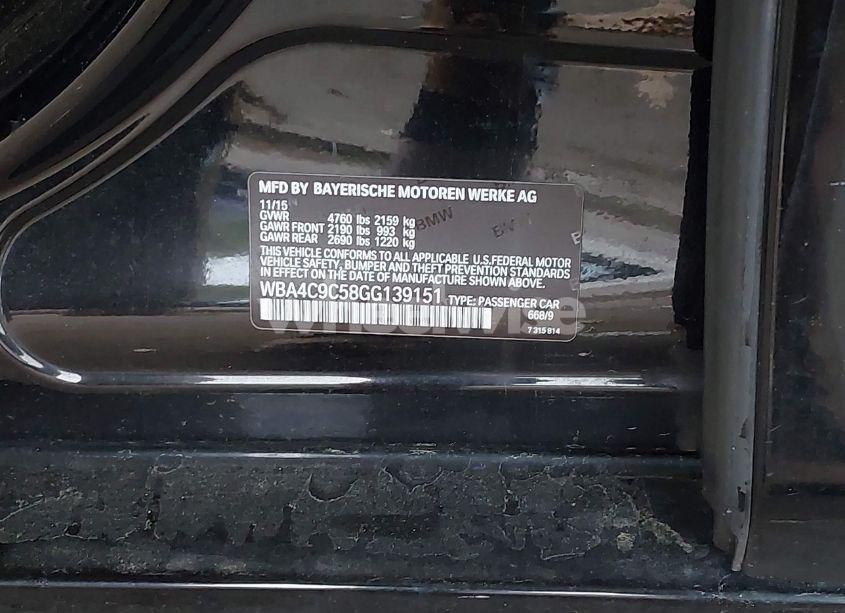 MFD BY BAYERISCHE MOTOREN WERKE AG
11/15
GVWR 4760 lbs 2159 kg
GAWR FRONT 2190 lbs 993 kg
GAWR REAR 2690 lbs 1220 kg
THIS VEHICLE CONFORMS TO ALL APPLICABLE U.S.FEDERAL MOTOR
VEHICLE SAFETY, BUMPER AND THEFT PREVENTION STANDARDS
IN EFFECT ON THE DATE OF MANUFACTURE SHOWN ABOVE.
WBA4C9C58GG139151 TYPE: PASSENGER CAR
668/9
7 315 814
BMW